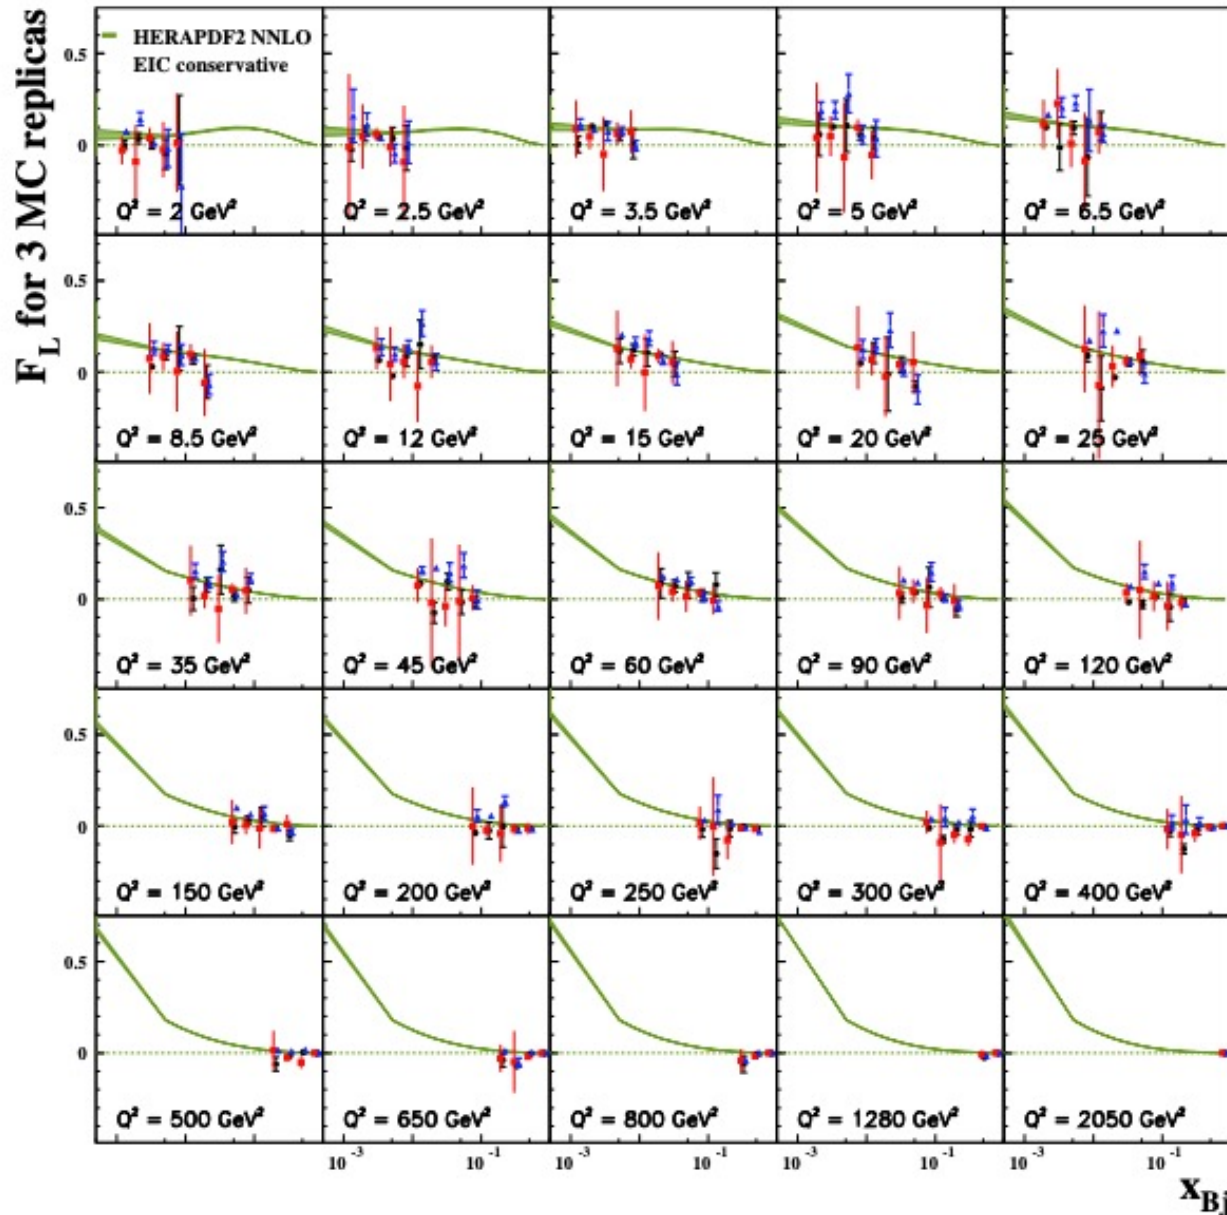 F_L for 3 MC replicas
HERAPDF2 NNLO
EIC conservative
0.5
0
Q² = 2 GeV²
Q² = 2.5 GeV²
Q² = 3.5 GeV²
Q² = 5 GeV²
Q² = 6.5 GeV²
0.5
0
Q² = 8.5 GeV²
Q² = 12 GeV²
Q² = 15 GeV²
Q² = 20 GeV²
Q² = 25 GeV²
0.5
0
Q² = 35 GeV²
Q² = 45 GeV²
Q² = 60 GeV²
Q² = 90 GeV²
Q² = 120 GeV²
0.5
0
Q² = 150 GeV²
Q² = 200 GeV²
Q² = 250 GeV²
Q² = 300 GeV²
Q² = 400 GeV²
0.5
0
Q² = 500 GeV²
Q² = 650 GeV²
Q² = 800 GeV²
Q² = 1280 GeV²
Q² = 2050 GeV²
10⁻³ 10⁻¹ 10⁻³ 10⁻¹ 10⁻³ 10⁻¹ 10⁻³ 10⁻¹
x_Bj